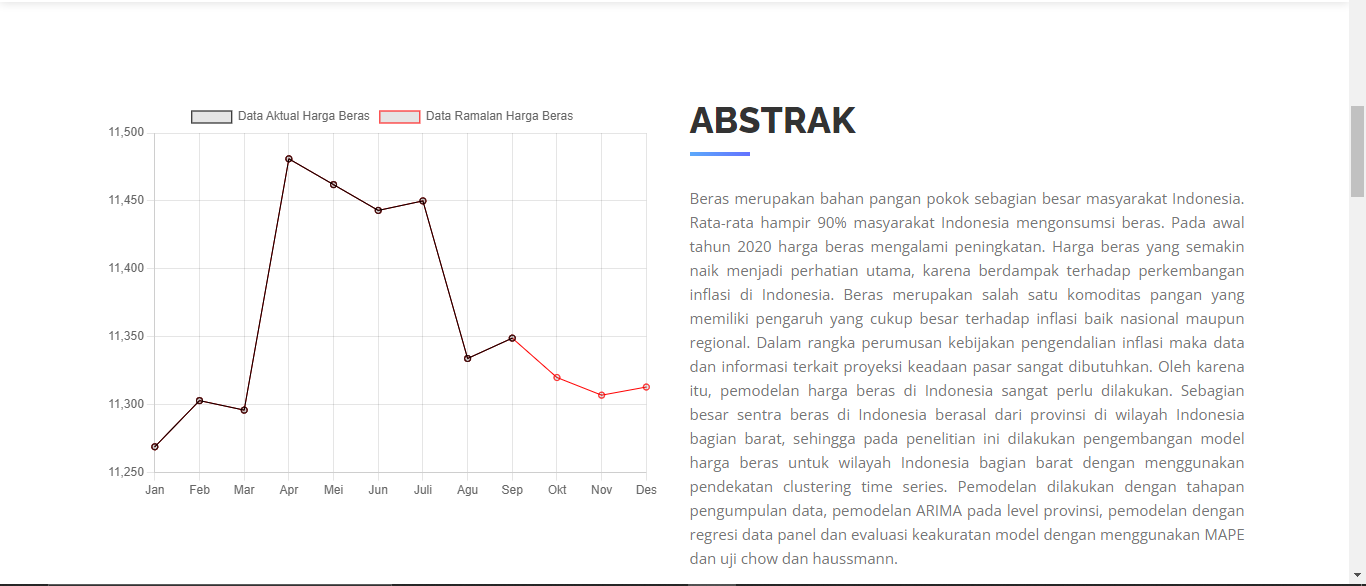 Data Aktual Harga Beras Data Ramalan Harga Beras
11,500
11,450
11,400
11,350
11,300
11,250
Jan Feb Mar Apr Mei Jun Juli Agu Sep Okt Nov Des
ABSTRAK
Beras merupakan bahan pangan pokok sebagian besar masyarakat Indonesia.
Rata-rata hampir 90% masyarakat Indonesia mengonsumsi beras. Pada awal
tahun 2020 harga beras mengalami peningkatan. Harga beras yang semakin
naik menjadi perhatian utama, karena berdampak terhadap perkembangan
inflasi di Indonesia. Beras merupakan salah satu komoditas pangan yang
memiliki pengaruh yang cukup besar terhadap inflasi baik nasional maupun
regional. Dalam rangka perumusan kebijakan pengendalian inflasi maka data
dan informasi terkait proyeksi keadaan pasar sangat dibutuhkan. Oleh karena
itu, pemodelan harga beras di Indonesia sangat perlu dilakukan. Sebagian
besar sentra beras di Indonesia berasal dari provinsi di wilayah Indonesia
bagian barat, sehingga pada penelitian ini dilakukan pengembangan model
harga beras untuk wilayah Indonesia bagian barat dengan menggunakan
pendekatan clustering time series. Pemodelan dilakukan dengan tahapan
pengumpulan data, pemodelan ARIMA pada level provinsi, pemodelan dengan
regresi data panel dan evaluasi keakuratan model dengan menggunakan MAPE
dan uji chow dan haussmann.